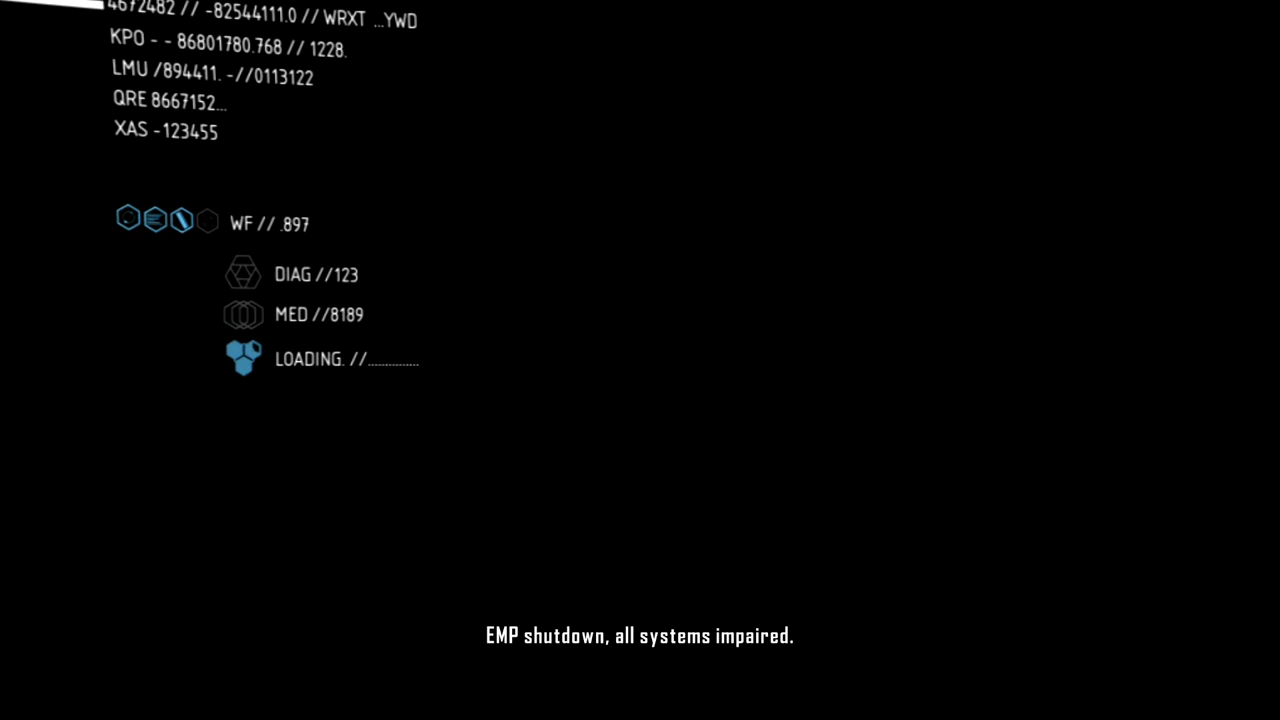 4672482 // -82544111.0 // WRXT ...YWD
KPO - - 86801780.768 // 1228.
LMU /894411. -//0113122
QRE 8667152...
XAS -123455
WF // .897
DIAG //123
MED //8189
LOADING. //...............
EMP shutdown, all systems impaired.